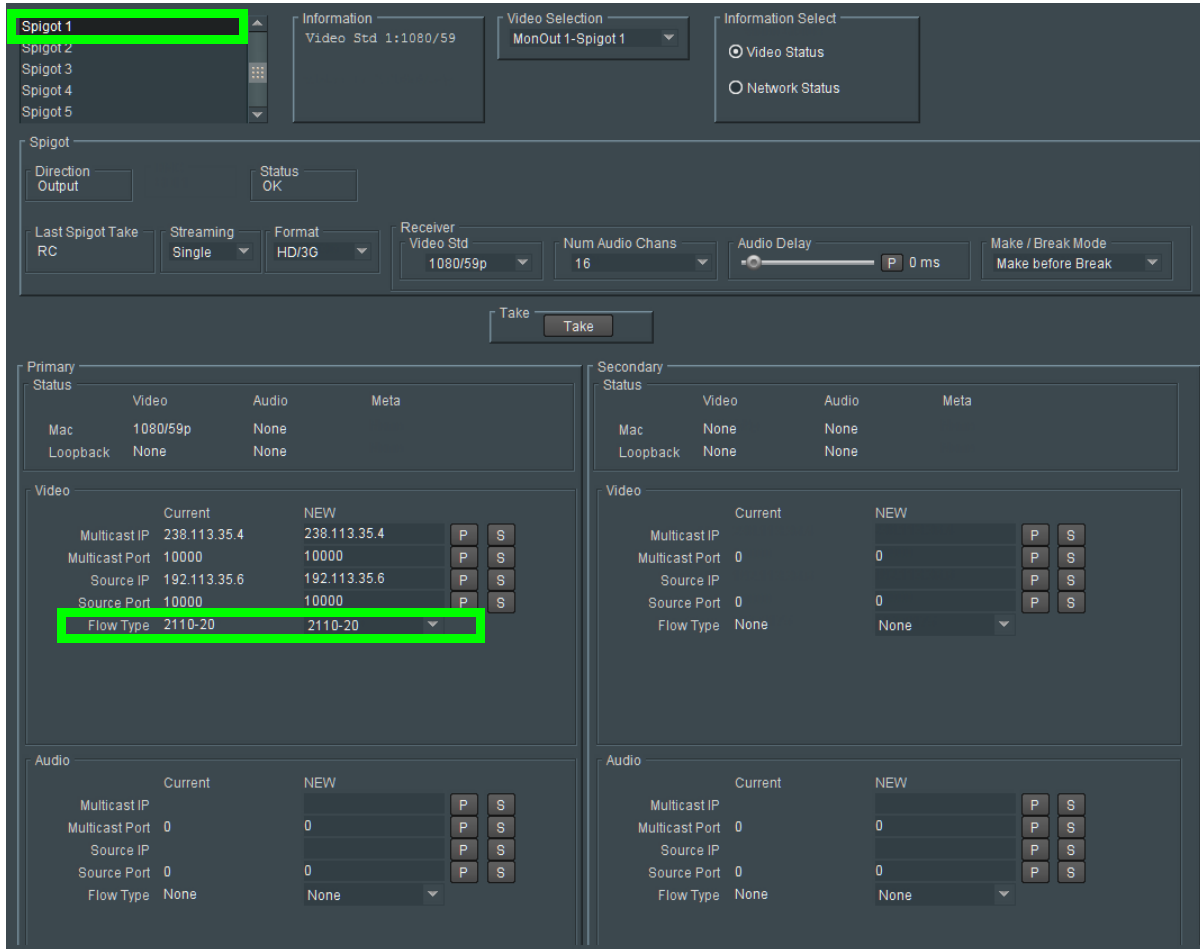 Spigot 1
Spigot 2
Spigot 3
Spigot 4
Spigot 5
Information
Video Std 1:1080/59
Video Selection
MonOut 1-Spigot 1
Information Select
Video Status
Network Status
Spigot
Direction
Output
Status
OK
Last Spigot Take
RC
Streaming
Single
Format
HD/3G
Receiver
Video Std
1080/59p
Num Audio Chans
16
Audio Delay
P 0 ms
Make / Break Mode
Make before Break
Take
Take
Primary
Status
Video Audio Meta
Mac 1080/59p None
Loopback None None
Video
Current NEW
Multicast IP 238.113.35.4 238.113.35.4 P S
Multicast Port 10000 10000 P S
Source IP 192.113.35.6 192.113.35.6 P S
Source Port 10000 10000 P S
Flow Type 2110-20 2110-20
Audio
Current NEW
Multicast IP P S
Multicast Port 0 0 P S
Source IP P S
Source Port 0 0 P S
Flow Type None None
Secondary
Status
Video Audio Meta
Mac None None
Loopback None None
Video
Current NEW
Multicast IP P S
Multicast Port 0 0 P S
Source IP P S
Source Port 0 0 P S
Flow Type None None
Audio
Current NEW
Multicast IP P S
Multicast Port 0 0 P S
Source IP P S
Source Port 0 0 P S
Flow Type None None